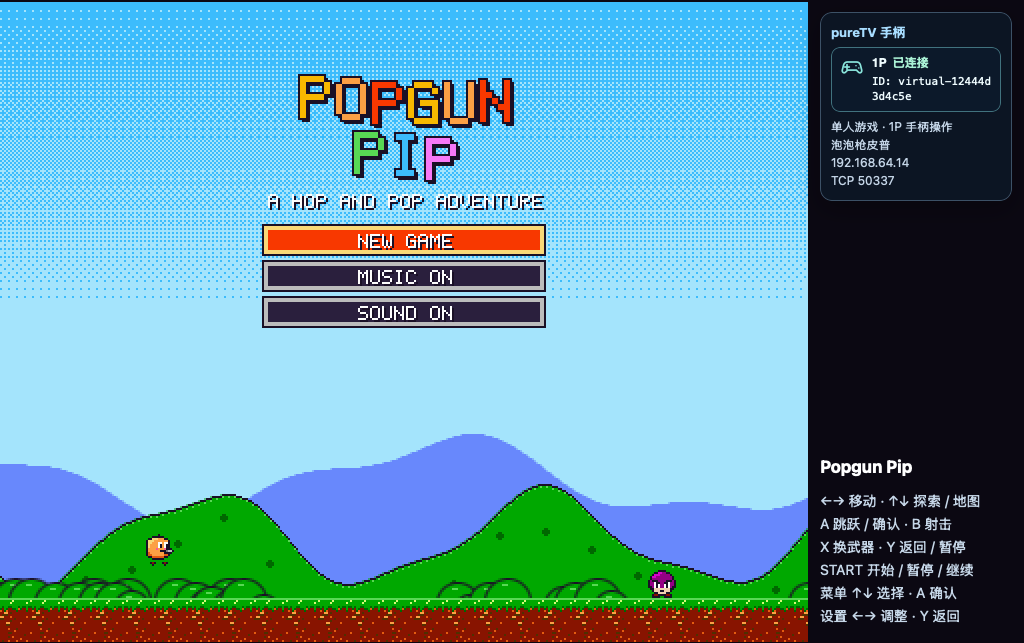 POPGUN
PIP
A HOP AND POP ADVENTURE
NEW GAME
MUSIC ON
SOUND ON
pureTV 手柄
1P 已连接
ID: virtual-12444d
3d4c5e
单人游戏 · 1P 手柄操作
泡泡枪皮普
192.168.64.14
TCP 50337
Popgun Pip
←→ 移动 · ↑↓ 探索 / 地图
A 跳跃 / 确认 · B 射击
X 换武器 · Y 返回 / 暂停
START 开始 / 暂停 / 继续
菜单 ↑↓ 选择 · A 确认
设置 ←→ 调整 · Y 返回